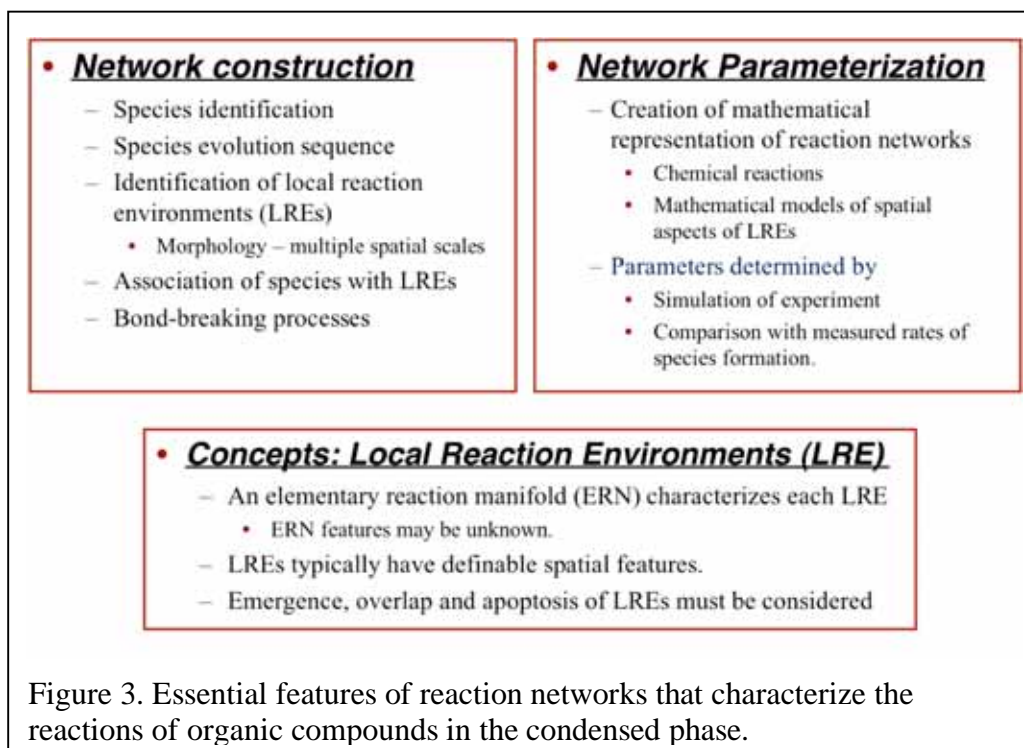 • Network construction
– Species identification
– Species evolution sequence
– Identification of local reaction
environments (LREs)
• Morphology – multiple spatial scales
– Association of species with LREs
– Bond-breaking processes
• Network Parameterization
– Creation of mathematical
representation of reaction networks
• Chemical reactions
• Mathematical models of spatial
aspects of LREs
– Parameters determined by
• Simulation of experiment
• Comparison with measured rates of
species formation.
• Concepts: Local Reaction Environments (LRE)
– An elementary reaction manifold (ERN) characterizes each LRE
• ERN features may be unknown.
– LREs typically have definable spatial features.
– Emergence, overlap and apoptosis of LREs must be considered
Figure 3. Essential features of reaction networks that characterize the
reactions of organic compounds in the condensed phase.